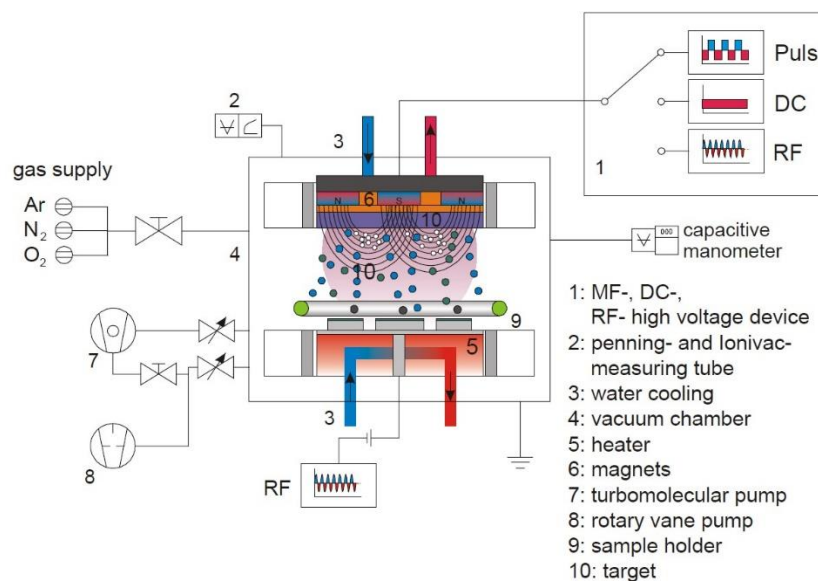 Puls
2
DC
3
RF
1
gas supply
N
6
S
N
Ar
10
N₂
4
000
capacitive
manometer
O₂
10
1: MF-, DC-,
RF- high voltage device
9
2: penning- and Ionivac-
measuring tube
7
5
3: water cooling
4: vacuum chamber
3
5: heater
8
RF
6: magnets
7: turbomolecular pump
8: rotary vane pump
9: sample holder
10: target